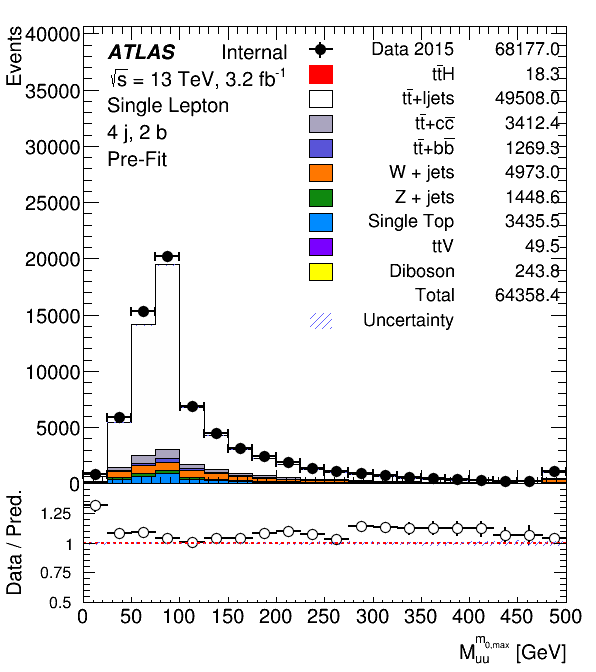 Events
40000
35000
30000
25000
20000
15000
10000
5000
0
ATLAS Internal
√s = 13 TeV, 3.2 fb⁻¹
Single Lepton
4 j, 2 b
Pre-Fit
Data 2015 68177.0
tt̄H 18.3
tt̄+ljets 49508.0
tt̄+cc̄ 3412.4
tt̄+bb̄ 1269.3
W + jets 4973.0
Z + jets 1448.6
Single Top 3435.5
ttV 49.5
Diboson 243.8
Total 64358.4
Uncertainty
Data / Pred.
1.25
1
0.75
0.5
0 50 100 150 200 250 300 350 400 450 500
M_uu^m_0,max [GeV]